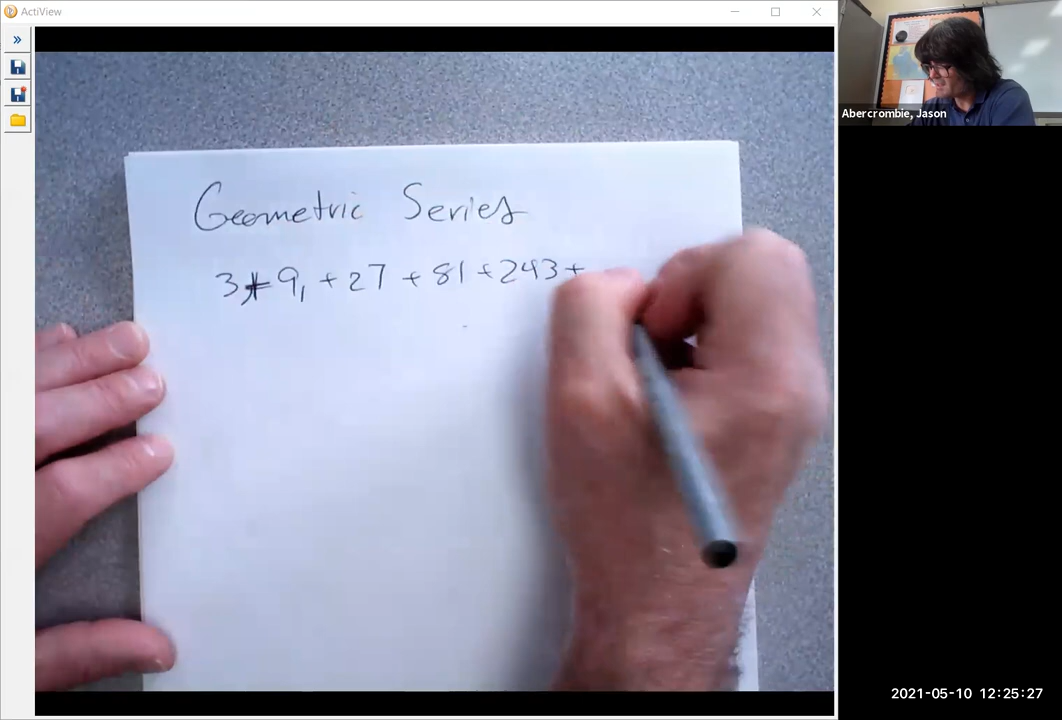 ActiView
Abercrombie, Jason
Geometric Series
3 + 9, + 27 + 81 + 243 +
2021-05-10 12:25:27